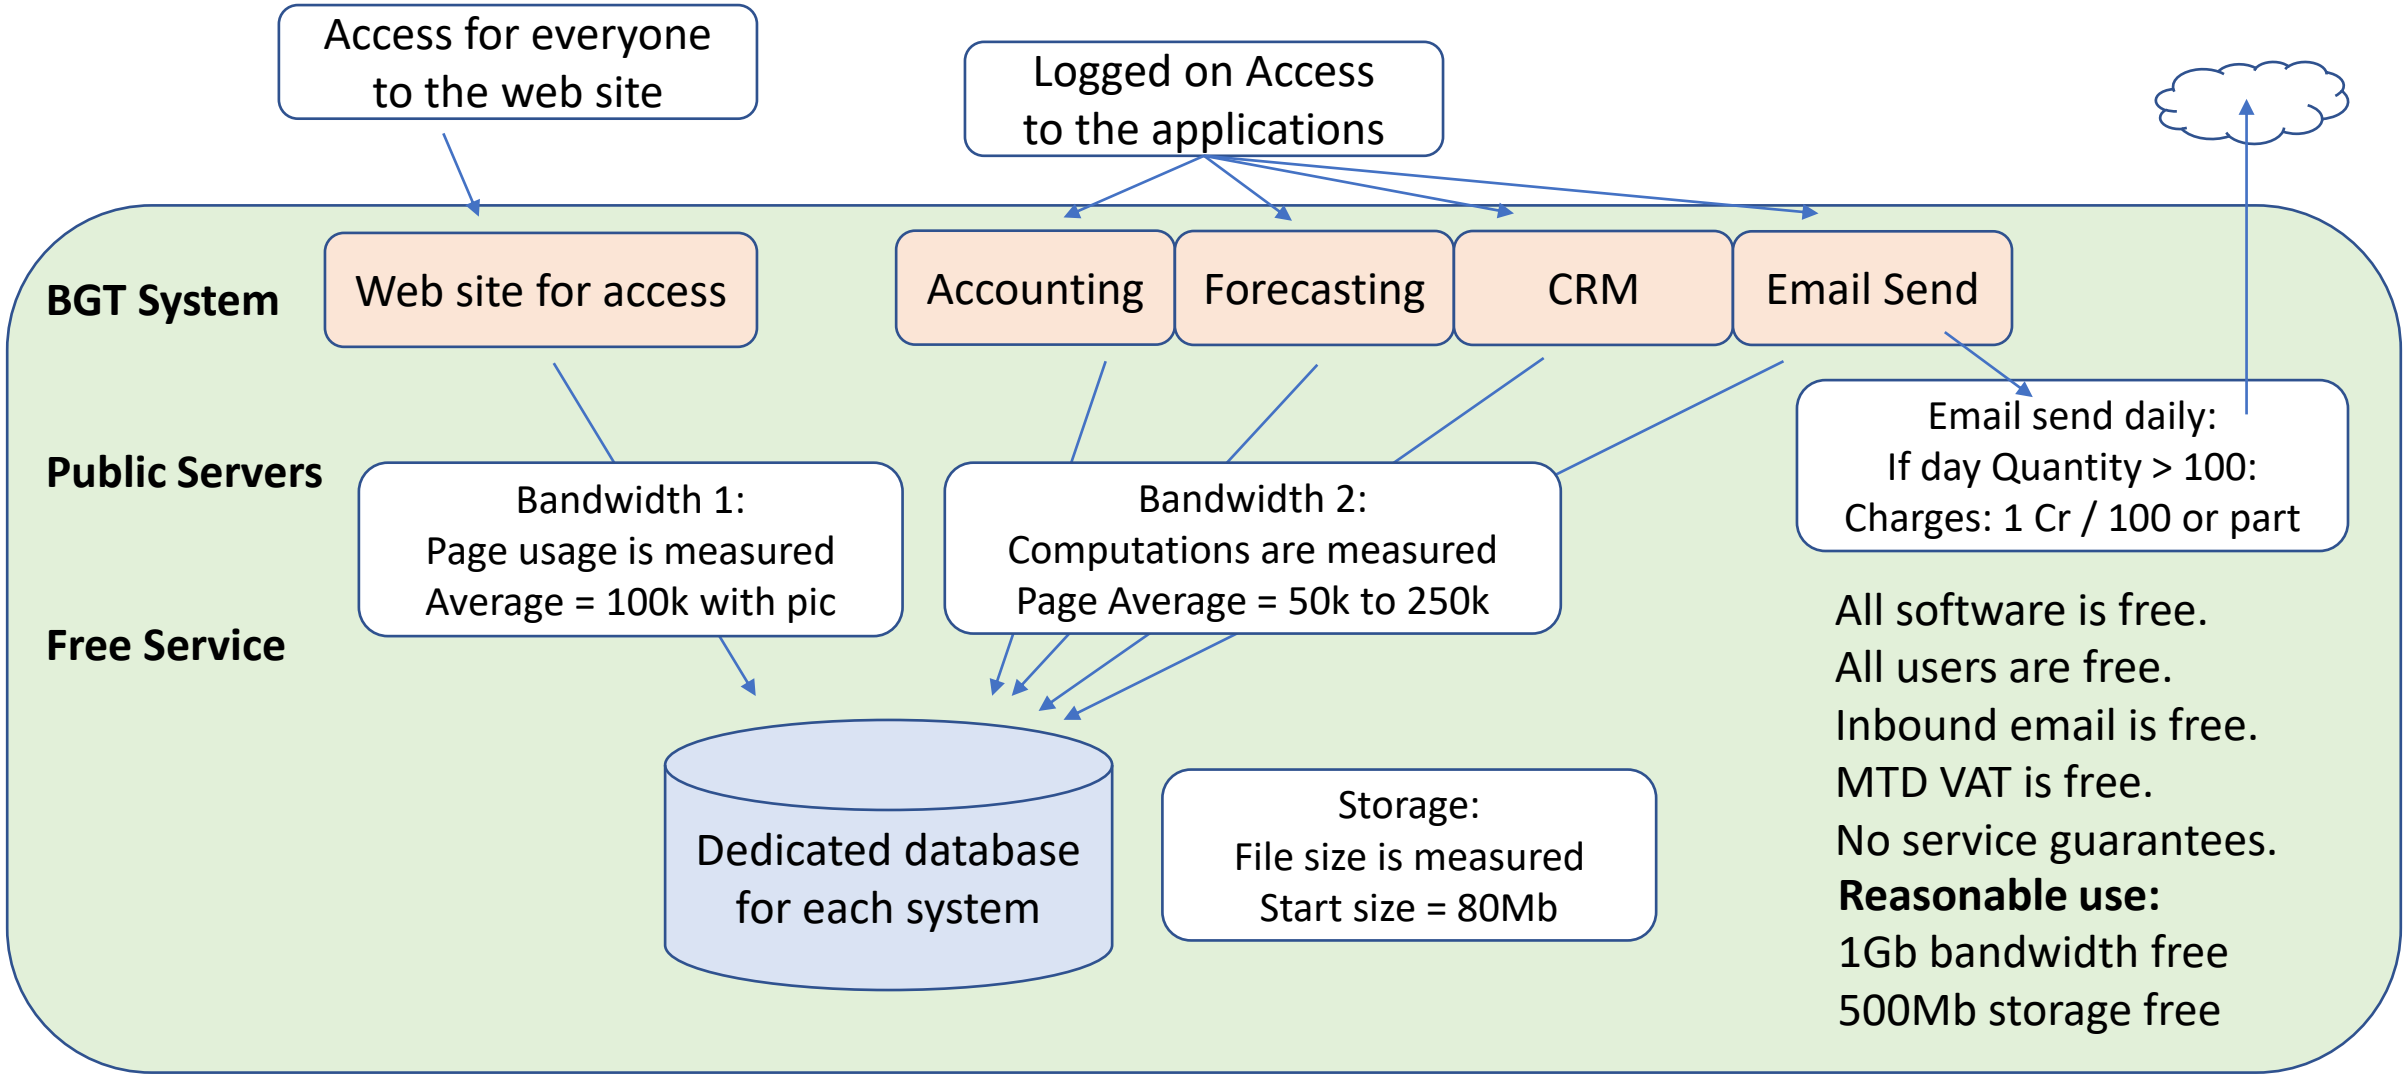 Access for everyone
to the web site
Logged on Access
to the applications
BGT System
Web site for access
Accounting
Forecasting
CRM
Email Send
Public Servers
Bandwidth 1:
Page usage is measured
Average = 100k with pic
Bandwidth 2:
Computations are measured
Page Average = 50k to 250k
Email send daily:
If day Quantity > 100:
Charges: 1 Cr / 100 or part
Free Service
All software is free.
All users are free.
Inbound email is free.
MTD VAT is free.
No service guarantees.
Reasonable use:
1Gb bandwidth free
500Mb storage free
Dedicated database
for each system
Storage:
File size is measured
Start size = 80Mb